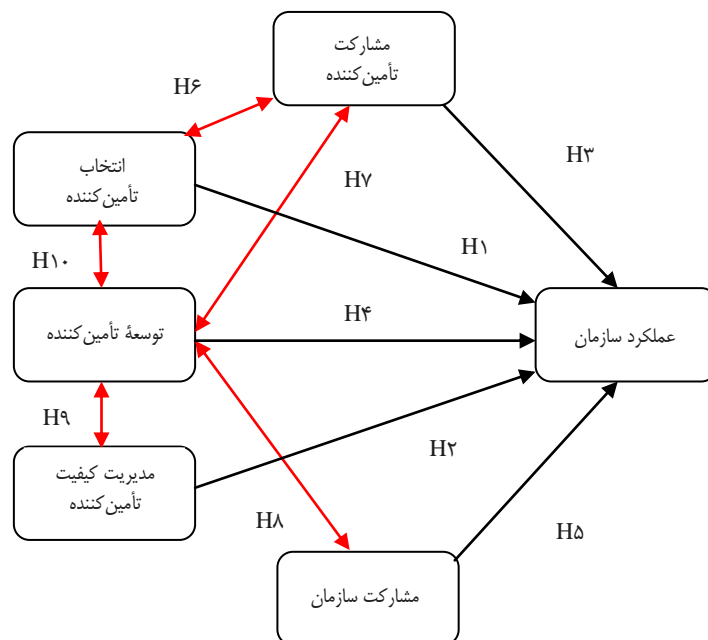 مشارکت
تأمین‌کننده
H۶
H۳
انتخاب
تأمین‌کننده
H۷
H۱
H۱۰
H۴
توسعۀ تأمین‌کننده
عملکرد سازمان
H۹
H۲
مدیریت کیفیت
تأمین‌کننده
H۸
H۵
مشارکت سازمان